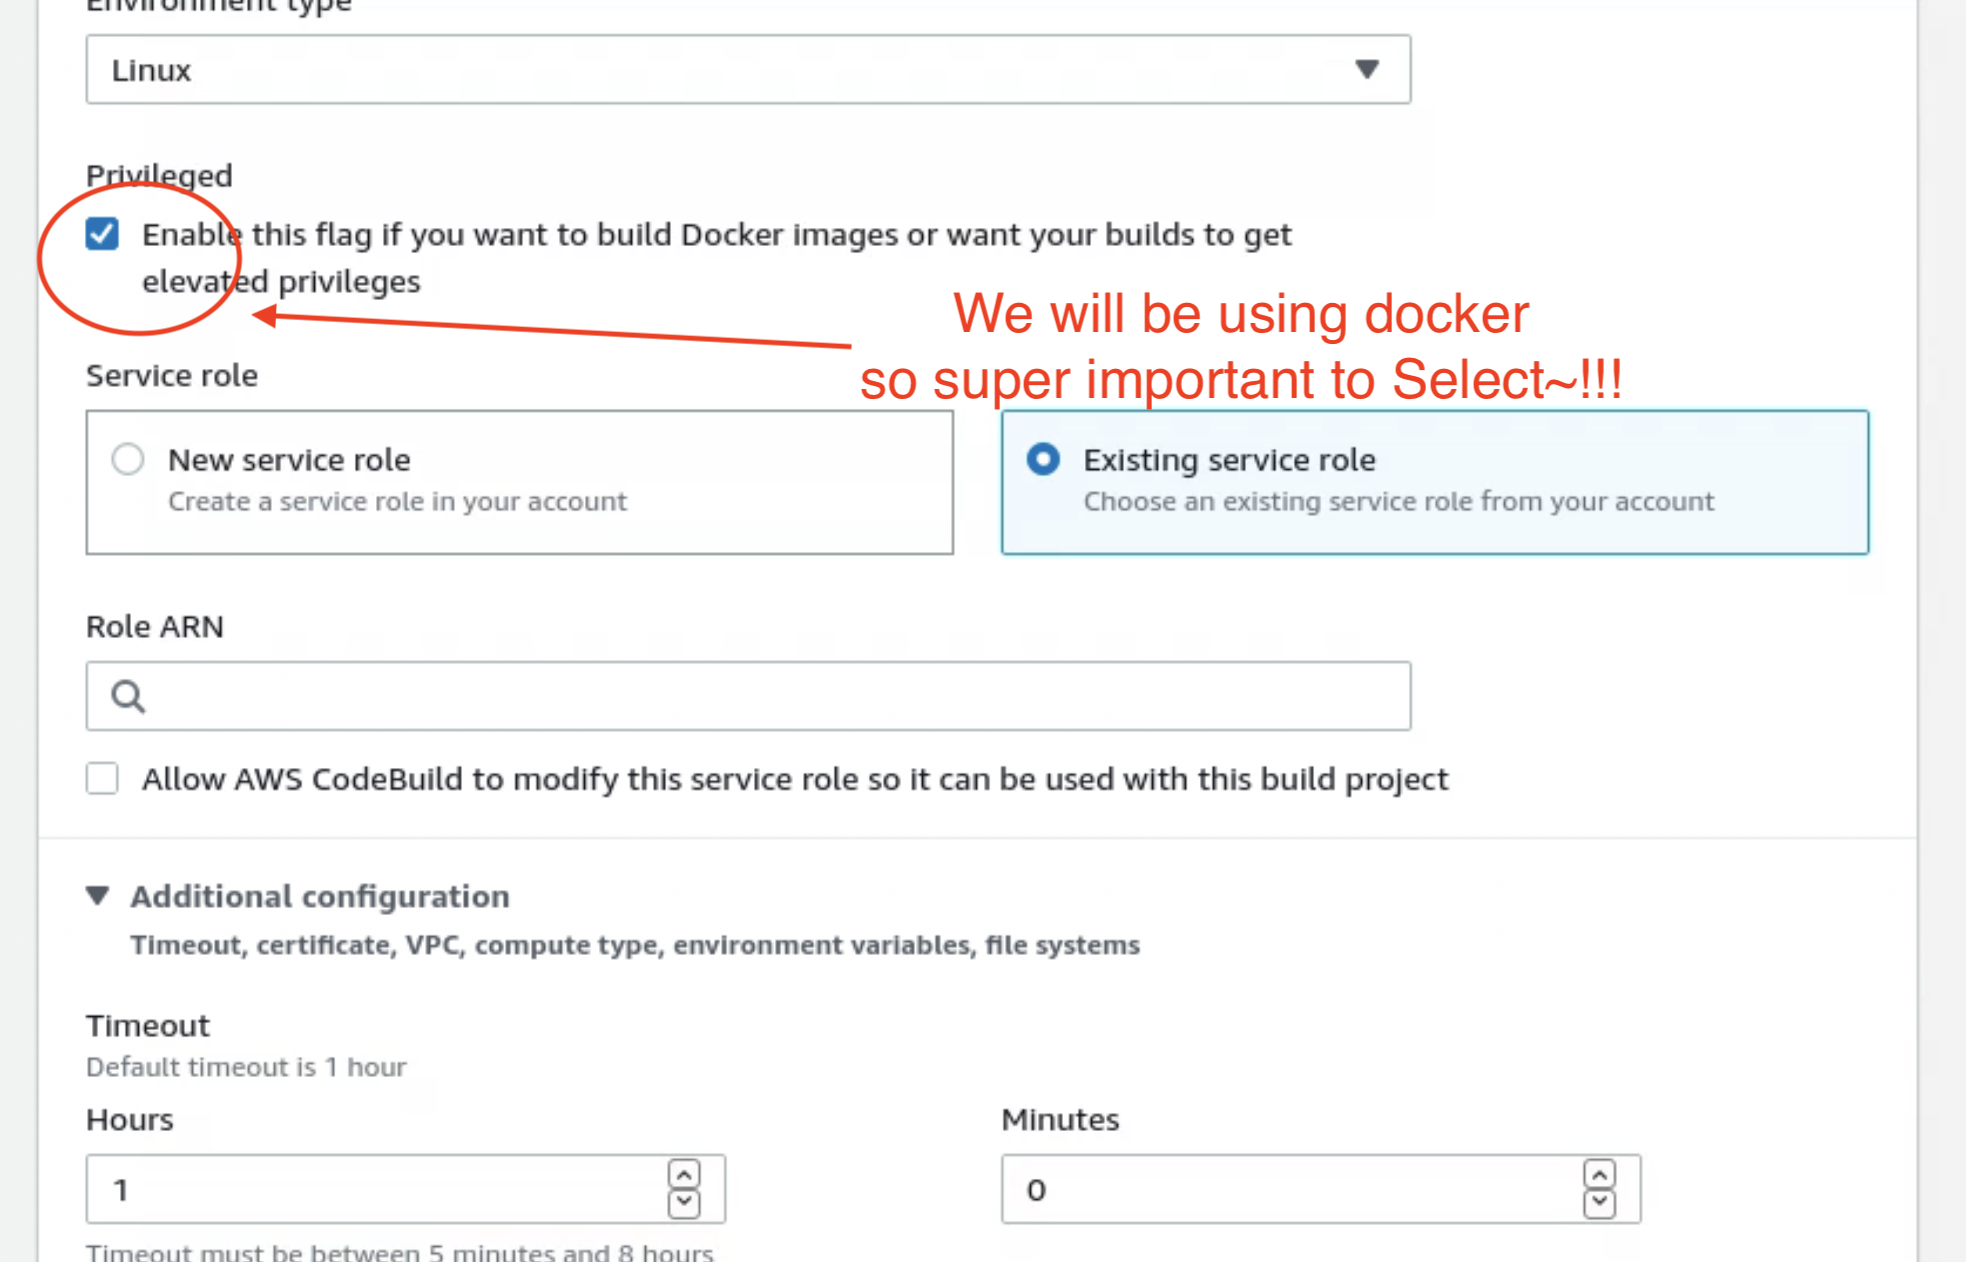 Environment type
Linux
Privileged
Enable this flag if you want to build Docker images or want your builds to get
elevated privileges
We will be using docker
so super important to Select~!!!
Service role
New service role
Create a service role in your account
Existing service role
Choose an existing service role from your account
Role ARN
Allow AWS CodeBuild to modify this service role so it can be used with this build project
Additional configuration
Timeout, certificate, VPC, compute type, environment variables, file systems
Timeout
Default timeout is 1 hour
Hours
1
Minutes
0
Timeout must be between 5 minutes and 8 hours